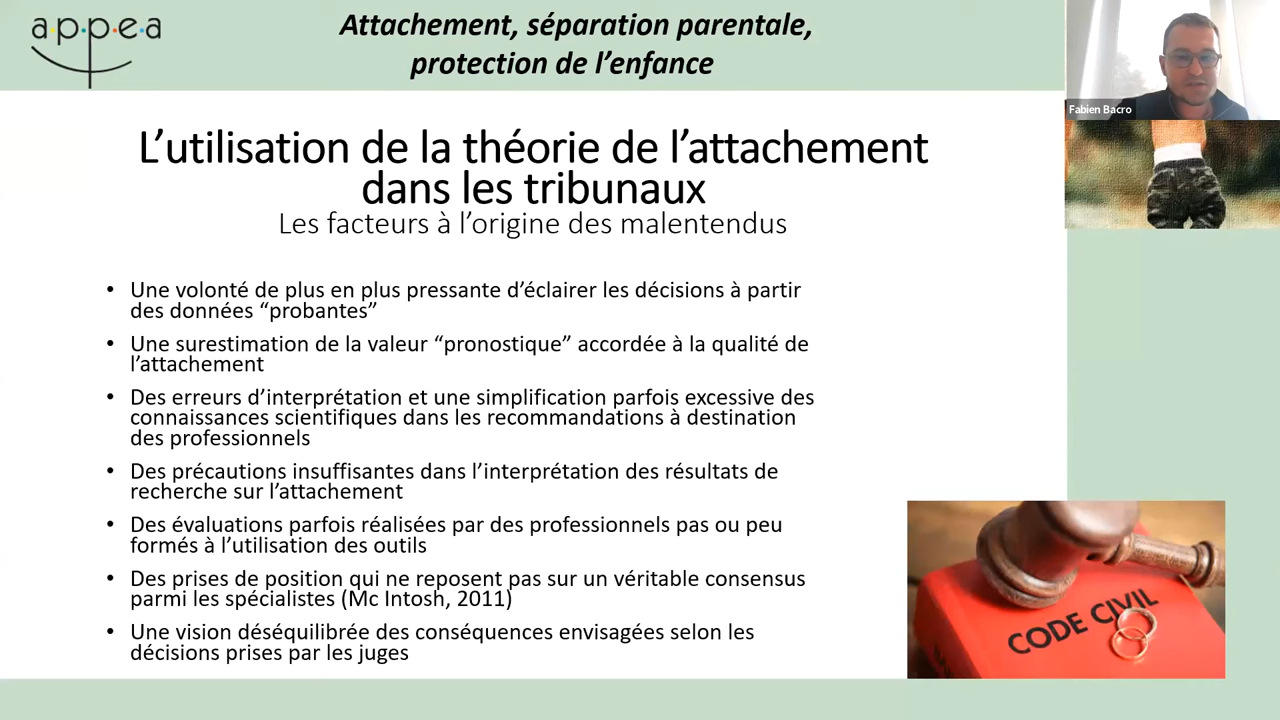 a·p·p·e·a
Attachement, séparation parentale,
protection de l'enfance
Fabien Bacro
L'utilisation de la théorie de l'attachement
dans les tribunaux
Les facteurs à l'origine des malentendus
• Une volonté de plus en plus pressante d'éclairer les décisions à partir
des données “probantes”
• Une surestimation de la valeur “pronostique” accordée à la qualité de
l'attachement
• Des erreurs d'interprétation et une simplification parfois excessive des
connaissances scientifiques dans les recommandations à destination
des professionnels
• Des précautions insuffisantes dans l'interprétation des résultats de
recherche sur l'attachement
• Des évaluations parfois réalisées par des professionnels pas ou peu
formés à l'utilisation des outils
• Des prises de position qui ne reposent pas sur un véritable consensus
parmi les spécialistes (Mc Intosh, 2011)
• Une vision déséquilibrée des conséquences envisagées selon les
décisions prises par les juges
CODE CIVIL